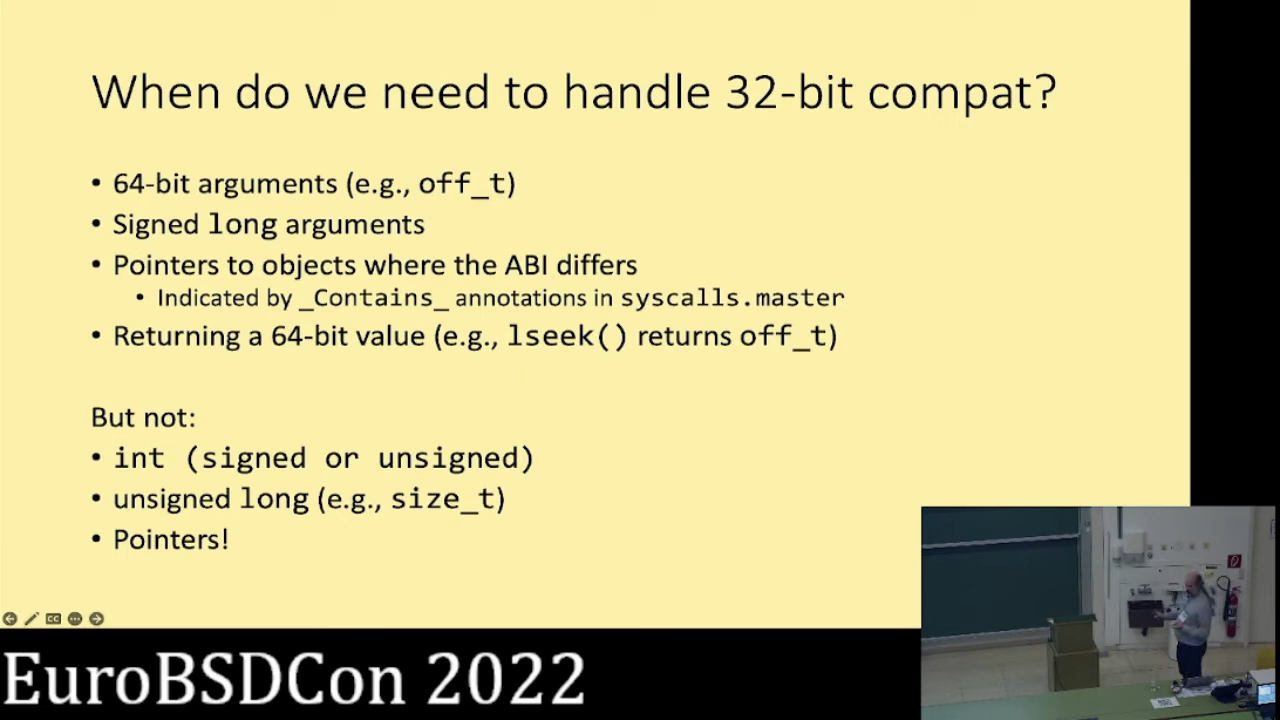 When do we need to handle 32-bit compat?
• 64-bit arguments (e.g., off_t)
• Signed long arguments
• Pointers to objects where the ABI differs
• Indicated by _Contains_ annotations in syscalls.master
• Returning a 64-bit value (e.g., lseek() returns off_t)
But not:
• int (signed or unsigned)
• unsigned long (e.g., size_t)
• Pointers!
CC
EuroBSDCon 2022